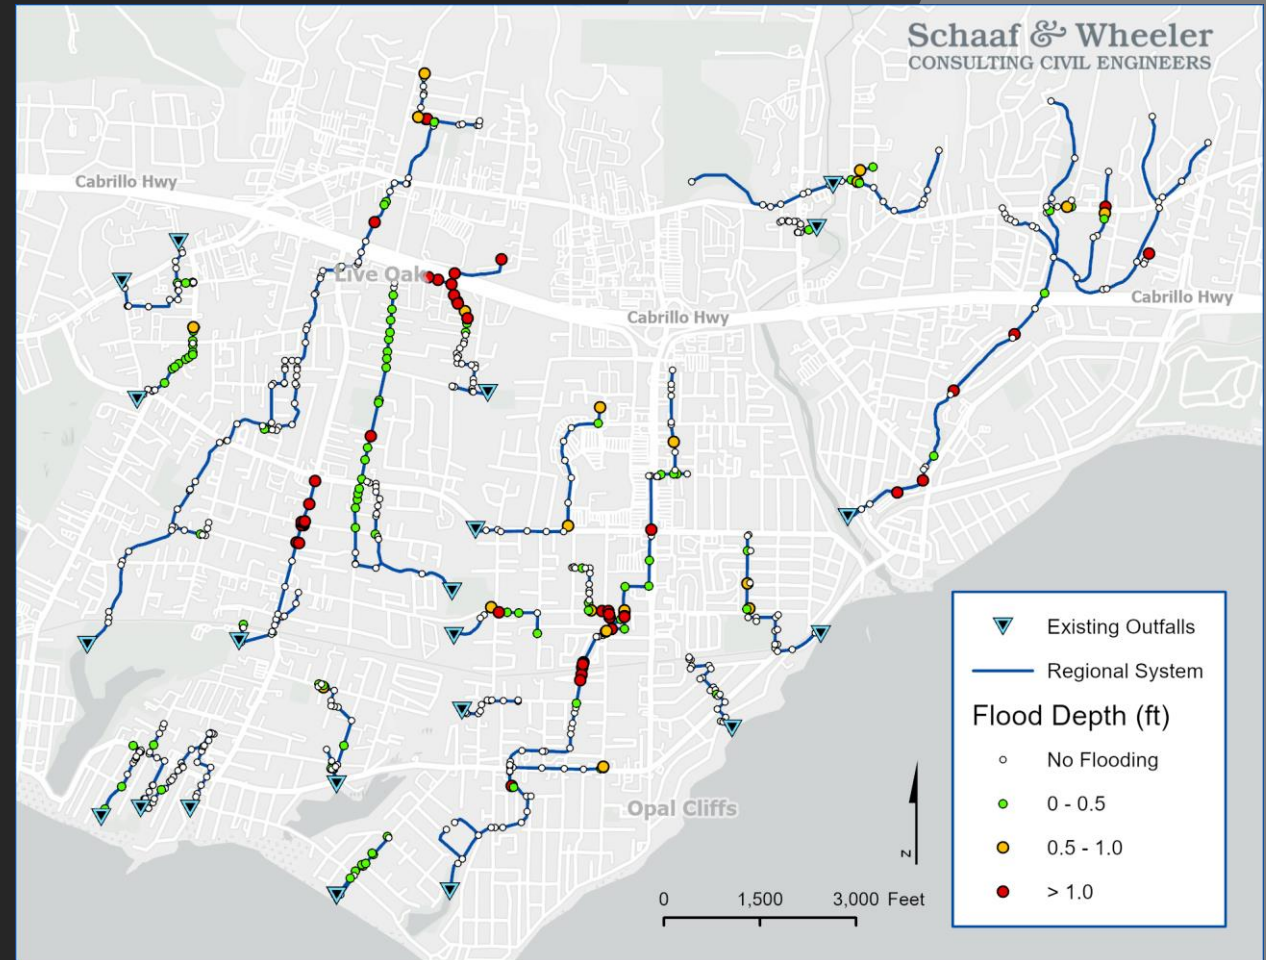 Schaaf & Wheeler
CONSULTING CIVIL ENGINEERS
Cabrillo Hwy
Live Oak
Cabrillo Hwy
Cabrillo Hwy
Opal Cliffs
Existing Outfalls
Regional System
Flood Depth (ft)
No Flooding
0 - 0.5
0.5 - 1.0
> 1.0
N
0 1,500 3,000 Feet